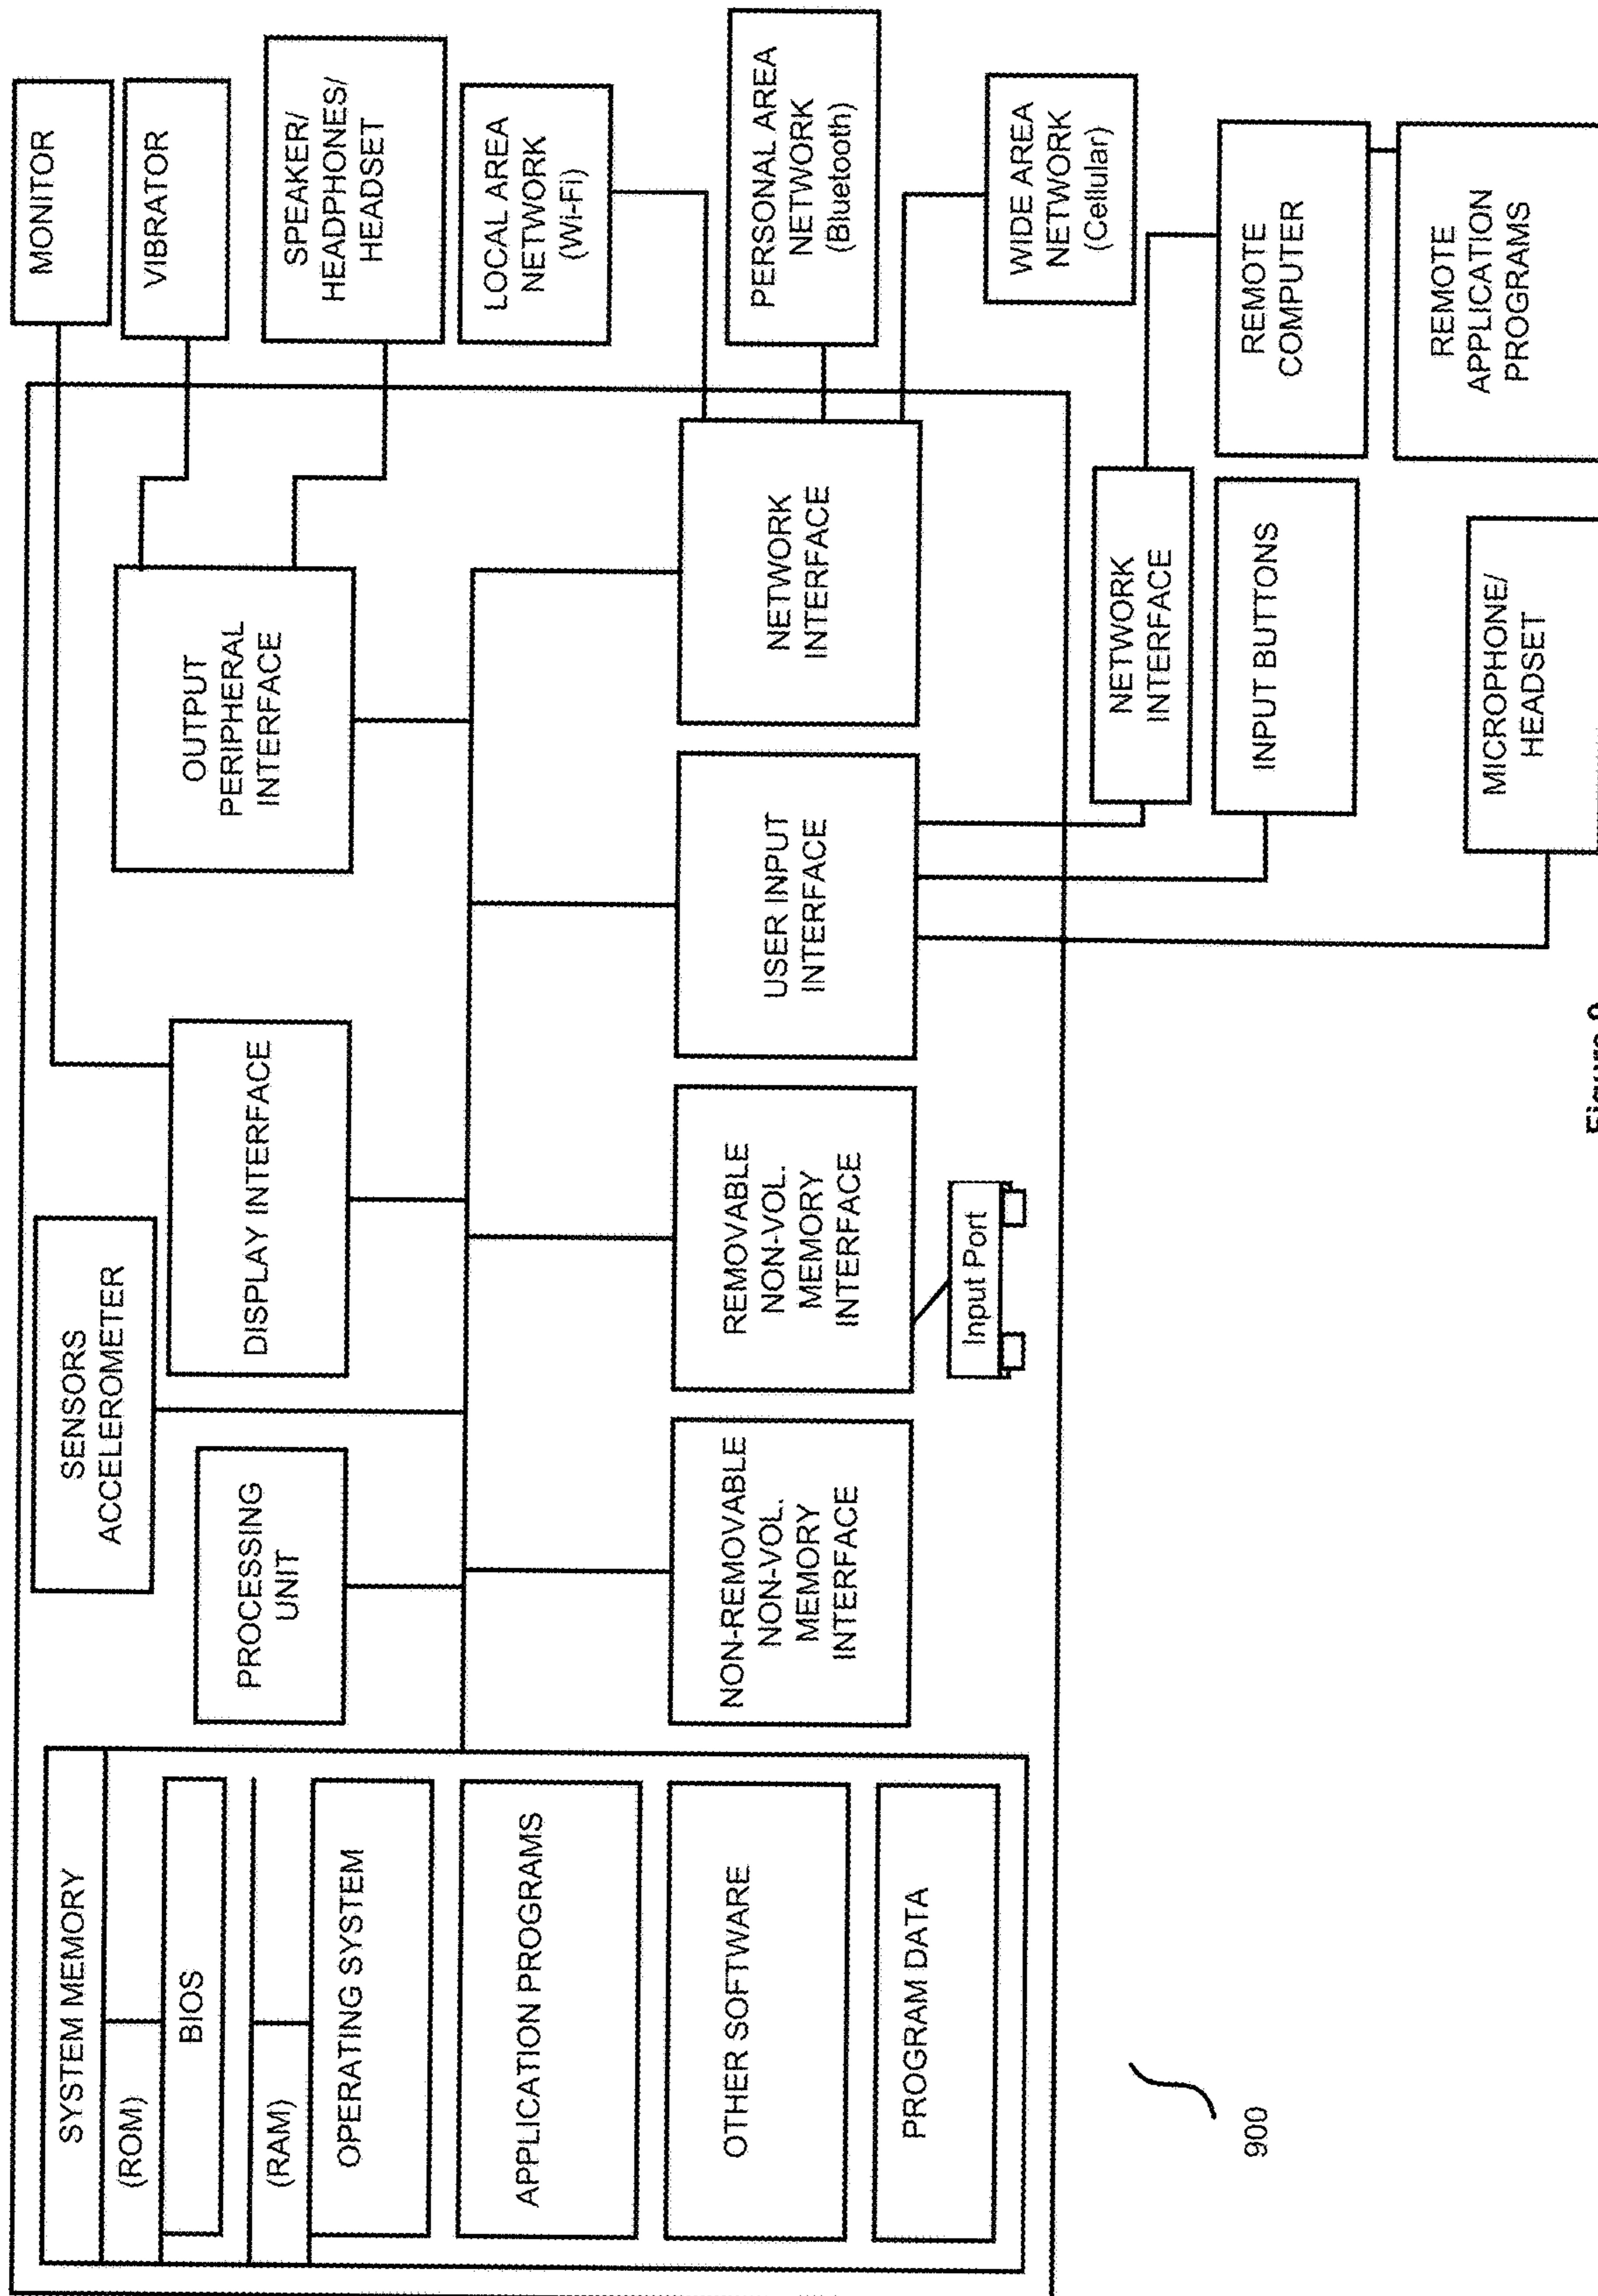 SYSTEM MEMORY
(ROM)
BIOS
(RAM)
OPERATING SYSTEM
APPLICATION PROGRAMS
OTHER SOFTWARE
PROGRAM DATA
SENSORS
ACCELEROMETER
PROCESSING
UNIT
DISPLAY INTERFACE
OUTPUT
PERIPHERAL
INTERFACE
NON-REMOVABLE
NON-VOL.
MEMORY
INTERFACE
REMOVABLE
NON-VOL.
MEMORY
INTERFACE
Input Port
USER INPUT
INTERFACE
NETWORK
INTERFACE
MONITOR
VIBRATOR
SPEAKER/
HEADPHONES/
HEADSET
LOCAL AREA
NETWORK
(Wi-Fi)
PERSONAL AREA
NETWORK
(Bluetooth)
WIDE AREA
NETWORK
(Cellular)
NETWORK
INTERFACE
REMOTE
COMPUTER
INPUT BUTTONS
REMOTE
APPLICATION
PROGRAMS
MICROPHONE/
HEADSET
900
Figure